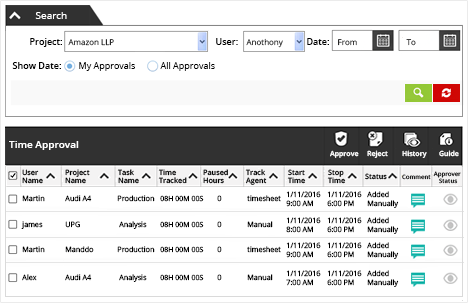 Search
Project: Amazon LLP User: Anothony Date: From To
Show Date: My Approvals All Approvals
Time Approval Approve Reject History Guide
User Name Project Name Task Name Time Tracked Paused Hours Track Agent Start Time Stop Time Status Comment Approver Status
Martin Audi A4 Production 08H 00M 00S 0 timesheet 1/11/2016 9:00 AM 1/11/2016 6:00 PM Added Manually
james UPG Analysis 08H 00M 00S 0 Manual 1/11/2016 8:00 AM 1/11/2016 6:00 PM Added Manually
Martin Manddo Production 08H 00M 00S 0 timesheet 1/11/2016 9:00 AM 1/11/2016 6:00 PM Added Manually
Alex Audi A4 Analysis 08H 00M 00S 0 Manual 1/11/2016 7:00 AM 1/11/2016 6:00 PM Added Manually